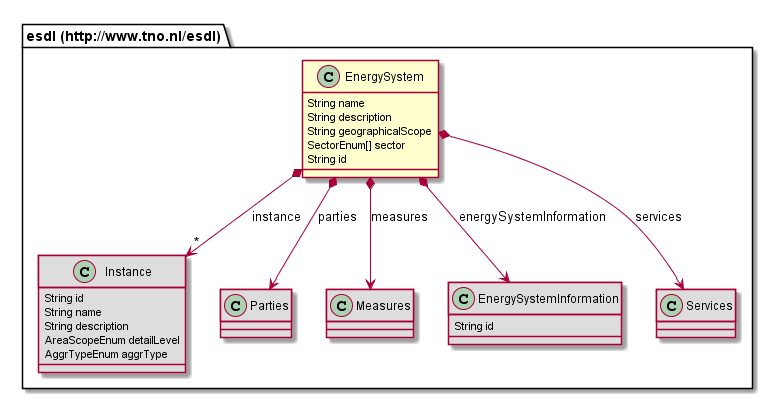 esdl (http://www.tno.nl/esdl)
C EnergySystem
String name
String description
String geographicalScope
SectorEnum[] sector
String id
instance
parties
measures
energySystemInformation
services
*
C Instance
String id
String name
String description
AreaScopeEnum detailLevel
AggrTypeEnum aggrType
C Parties
C Measures
C EnergySystemInformation
String id
C Services